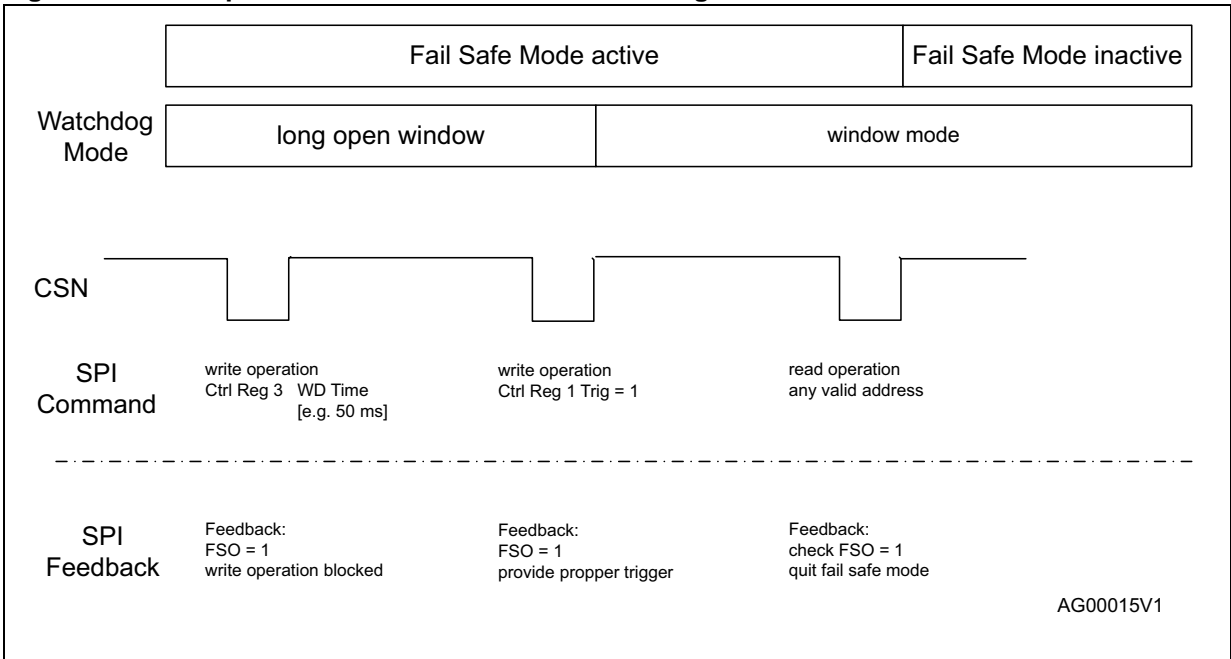 Fail Safe Mode active
Fail Safe Mode inactive
Watchdog
Mode
long open window
window mode
CSN
SPI
Command
write operation
Ctrl Reg 3 WD Time
[e.g. 50 ms]
write operation
Ctrl Reg 1 Trig = 1
read operation
any valid address
SPI
Feedback
Feedback:
FSO = 1
write operation blocked
Feedback:
FSO = 1
provide propper trigger
Feedback:
check FSO = 1
quit fail safe mode
AG00015V1